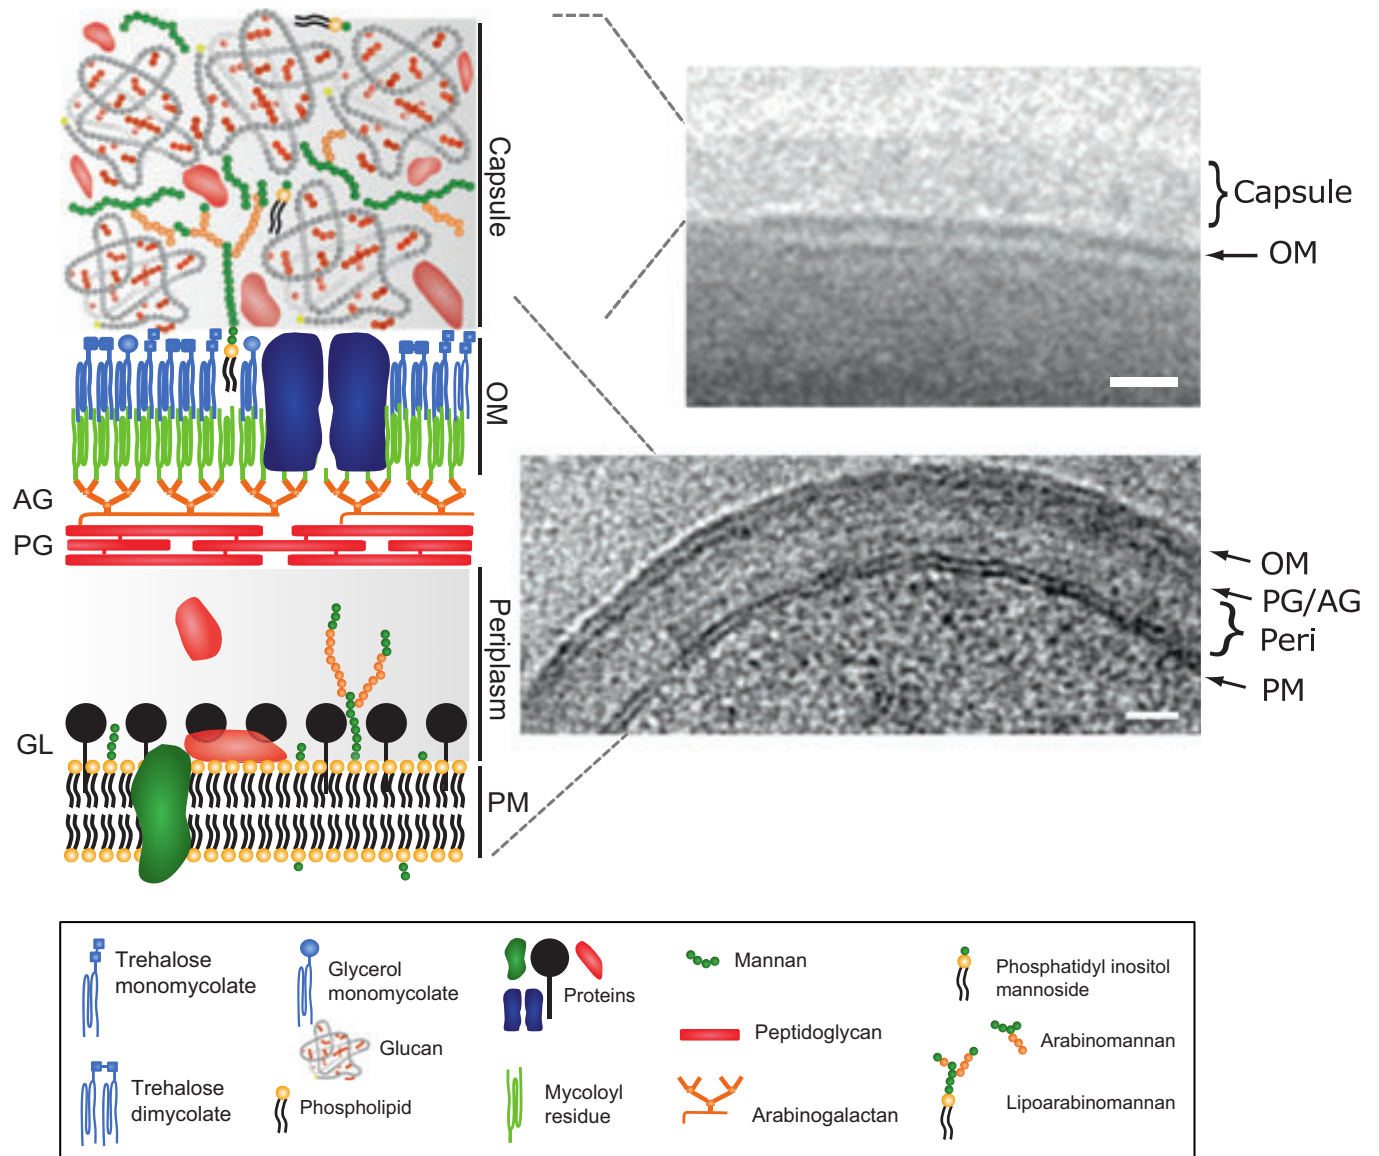 Capsule
OM
AG
PG
Periplasm
GL
PM
Capsule
OM
OM
PG/AG
Peri
PM
Trehalose
monomycolate
Glycerol
monomycolate
Proteins
Mannan
Phosphatidyl inositol
mannoside
Glucan
Peptidoglycan
Arabinomannan
Trehalose
dimycolate
Phospholipid
Mycoloyl
residue
Arabinogalactan
Lipoarabinomannan